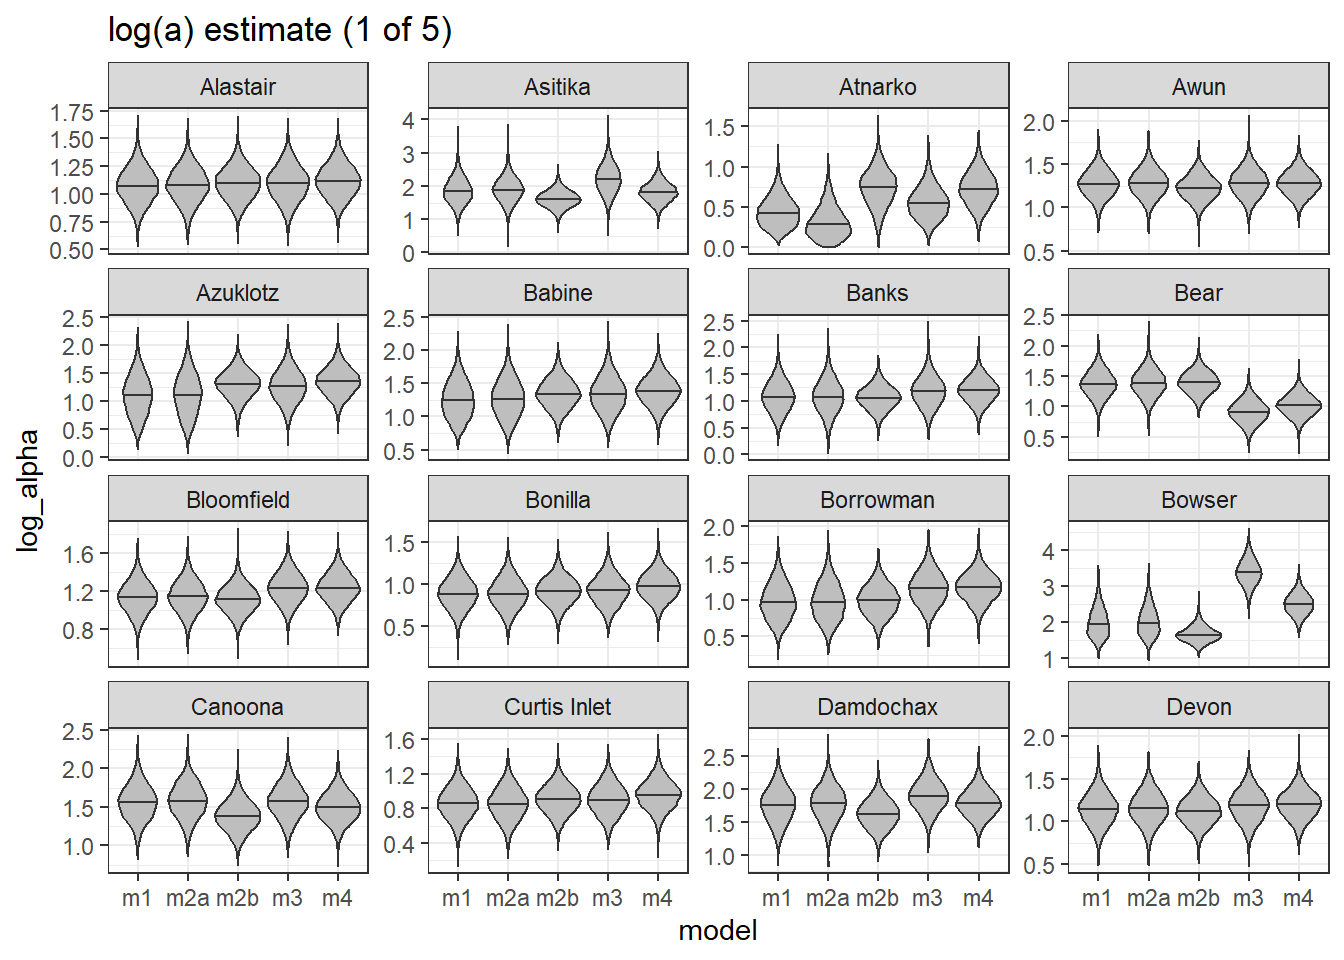 log(a) estimate (1 of 5)
Alastair Asitika Atnarko Awun
1.75 1.50 1.25 1.00 0.75 0.50
4 3 2 1 0
1.5 1.0 0.5 0.0
2.0 1.5 1.0 0.5
Azuklotz Babine Banks Bear
2.5 2.0 1.5 1.0 0.5 0.0
2.5 2.0 1.5 1.0 0.5
2.5 2.0 1.5 1.0 0.5 0.0
2.5 2.0 1.5 1.0 0.5
log_alpha
Bloomfield Bonilla Borrowman Bowser
1.6 1.2 0.8
1.5 1.0 0.5
2.0 1.5 1.0 0.5
4 3 2 1
Canoona Curtis Inlet Damdochax Devon
2.5 2.0 1.5 1.0
1.6 1.2 0.8 0.4
2.5 2.0 1.5 1.0
2.0 1.5 1.0 0.5
m1 m2a m2b m3 m4 m1 m2a m2b m3 m4 m1 m2a m2b m3 m4 m1 m2a m2b m3 m4
model